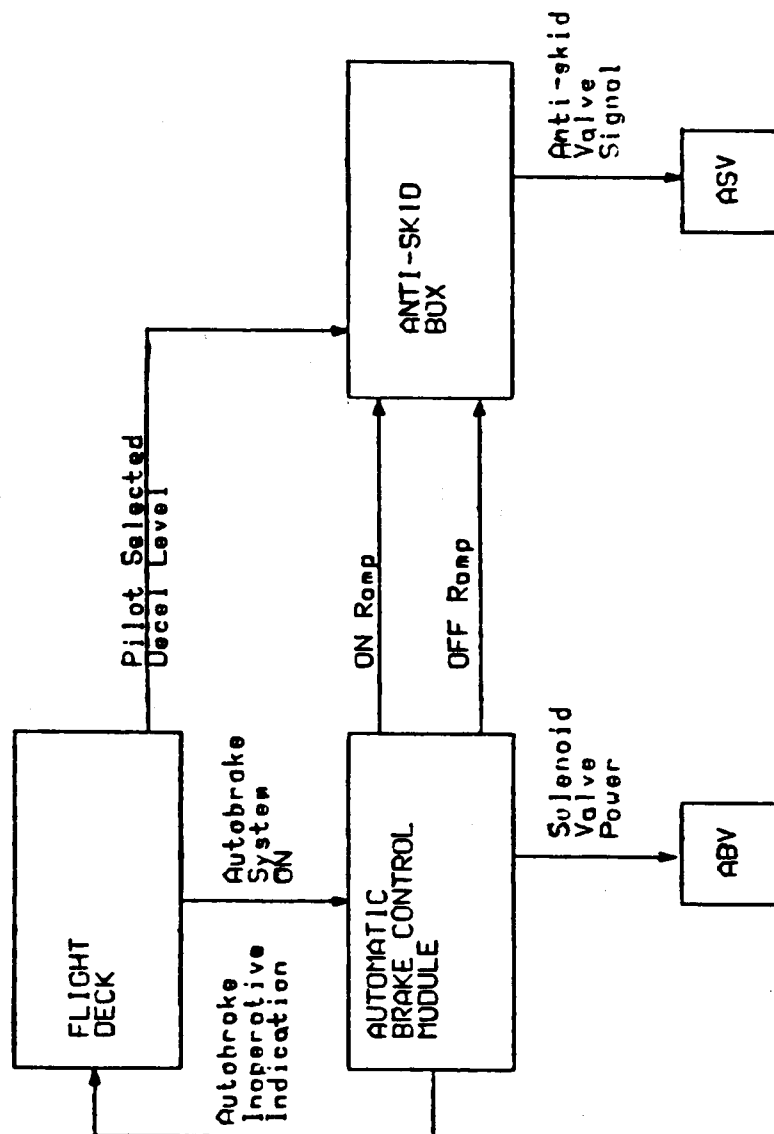 FLIGHT
DECK
Pilot Selected
Decel Level
Autobrake
Inoperative
Indication
Autobrake
System
ON
AUTOMATIC
BRAKE CONTROL
MODULE
ON Ramp
OFF Ramp
ANTI-SKID
BOX
Solenoid
Valve
Power
Anti-skid
Valve
Signal
ABV
ASV